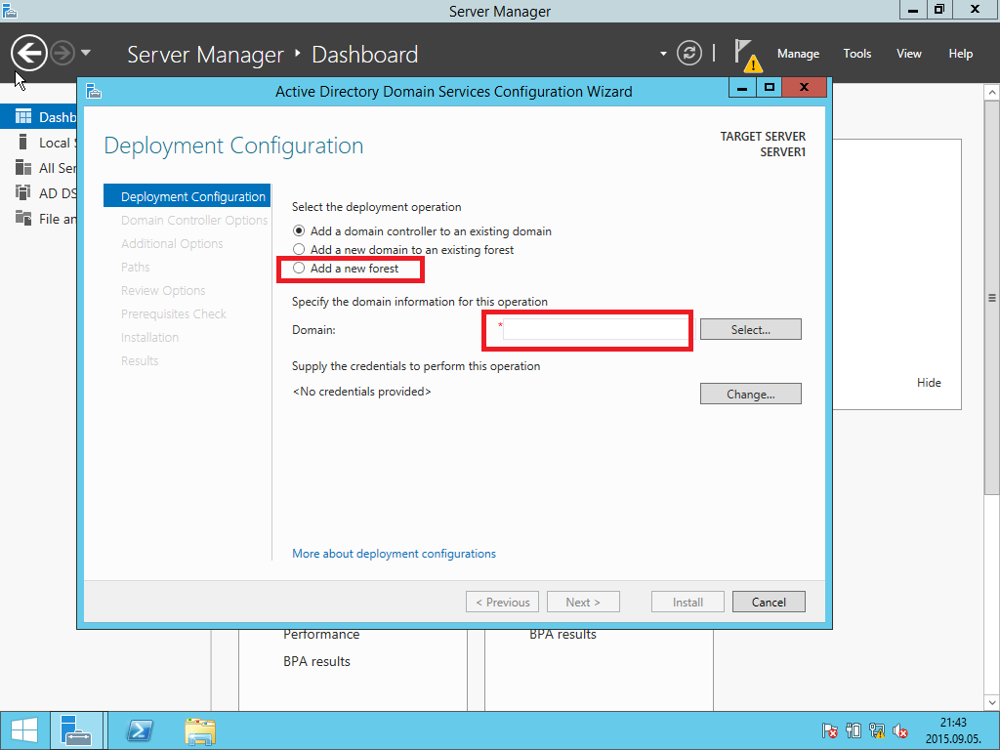 Server Manager
Server Manager ‣ Dashboard
Manage Tools View Help
Active Directory Domain Services Configuration Wizard
Dashb
Local S
All Ser
AD DS
File an
Deployment Configuration
TARGET SERVER
SERVER1
Deployment Configuration
Domain Controller Options
Additional Options
Paths
Review Options
Prerequisites Check
Installation
Results
Select the deployment operation
Add a domain controller to an existing domain
Add a new domain to an existing forest
Add a new forest
Specify the domain information for this operation
Domain: * Select...
Supply the credentials to perform this operation
<No credentials provided> Change...
Hide
More about deployment configurations
< Previous Next > Install Cancel
Performance
BPA results
BPA results
21:43
2015.09.05.